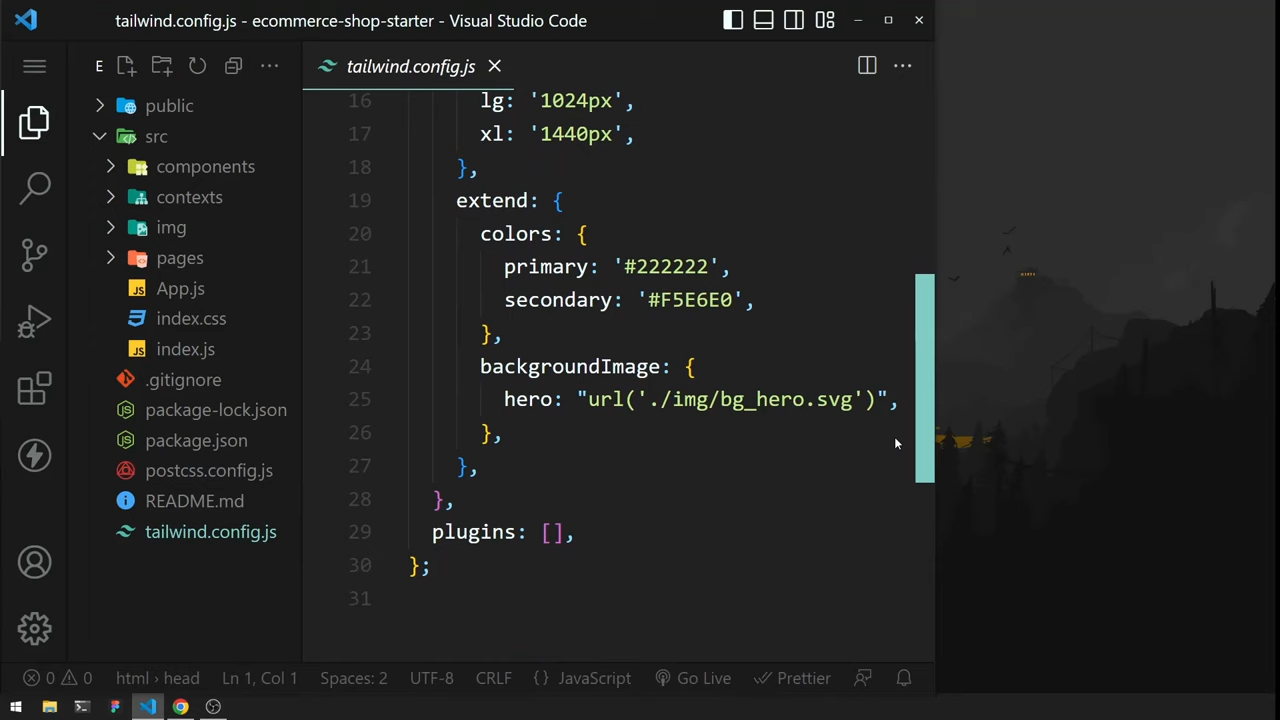 tailwind.config.js - ecommerce-shop-starter - Visual Studio Code
E
tailwind.config.js
public
src
components
contexts
img
pages
App.js
index.css
index.js
.gitignore
package-lock.json
package.json
postcss.config.js
README.md
tailwind.config.js
16 lg: '1024px',
17 xl: '1440px',
18 },
19 extend: {
20 colors: {
21 primary: '#222222',
22 secondary: '#F5E6E0',
23 },
24 backgroundImage: {
25 hero: "url('./img/bg_hero.svg')",
26 },
27 },
28 },
29 plugins: [],
30 };
31
0 0 html › head Ln 1, Col 1 Spaces: 2 UTF-8 CRLF {} JavaScript Go Live Prettier